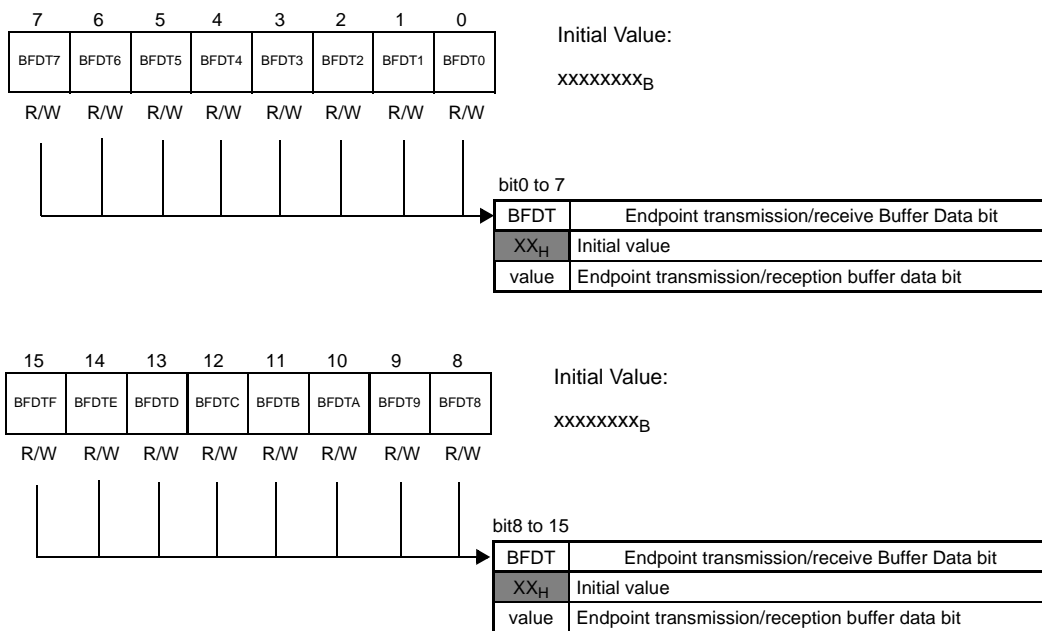 7 6 5 4 3 2 1 0
BFDT7 BFDT6 BFDT5 BFDT4 BFDT3 BFDT2 BFDT1 BFDT0
R/W R/W R/W R/W R/W R/W R/W R/W
Initial Value:
xxxxxxxxB
bit0 to 7
BFDT Endpoint transmission/receive Buffer Data bit
XXH Initial value
value Endpoint transmission/reception buffer data bit
15 14 13 12 11 10 9 8
BFDTF BFDTE BFDTD BFDTC BFDTB BFDTA BFDT9 BFDT8
R/W R/W R/W R/W R/W R/W R/W R/W
Initial Value:
xxxxxxxxB
bit8 to 15
BFDT Endpoint transmission/receive Buffer Data bit
XXH Initial value
value Endpoint transmission/reception buffer data bit